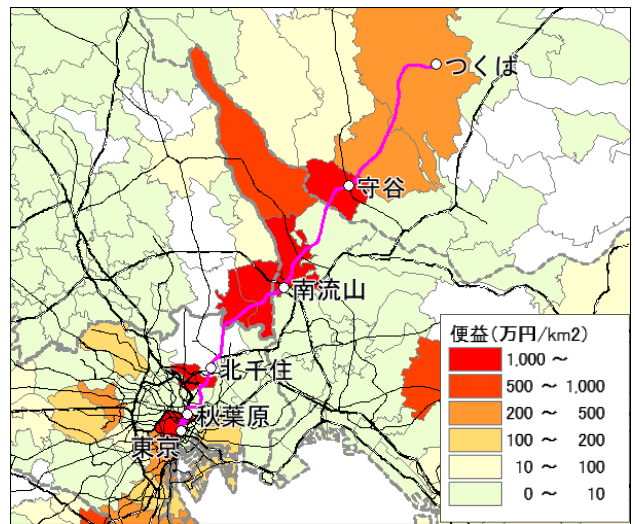 つくば
守谷
南流山
北千住
秋葉原
東京
便益(万円/km2)
1,000 ～
500 ～ 1,000
200 ～ 500
100 ～ 200
10 ～ 100
0 ～ 10